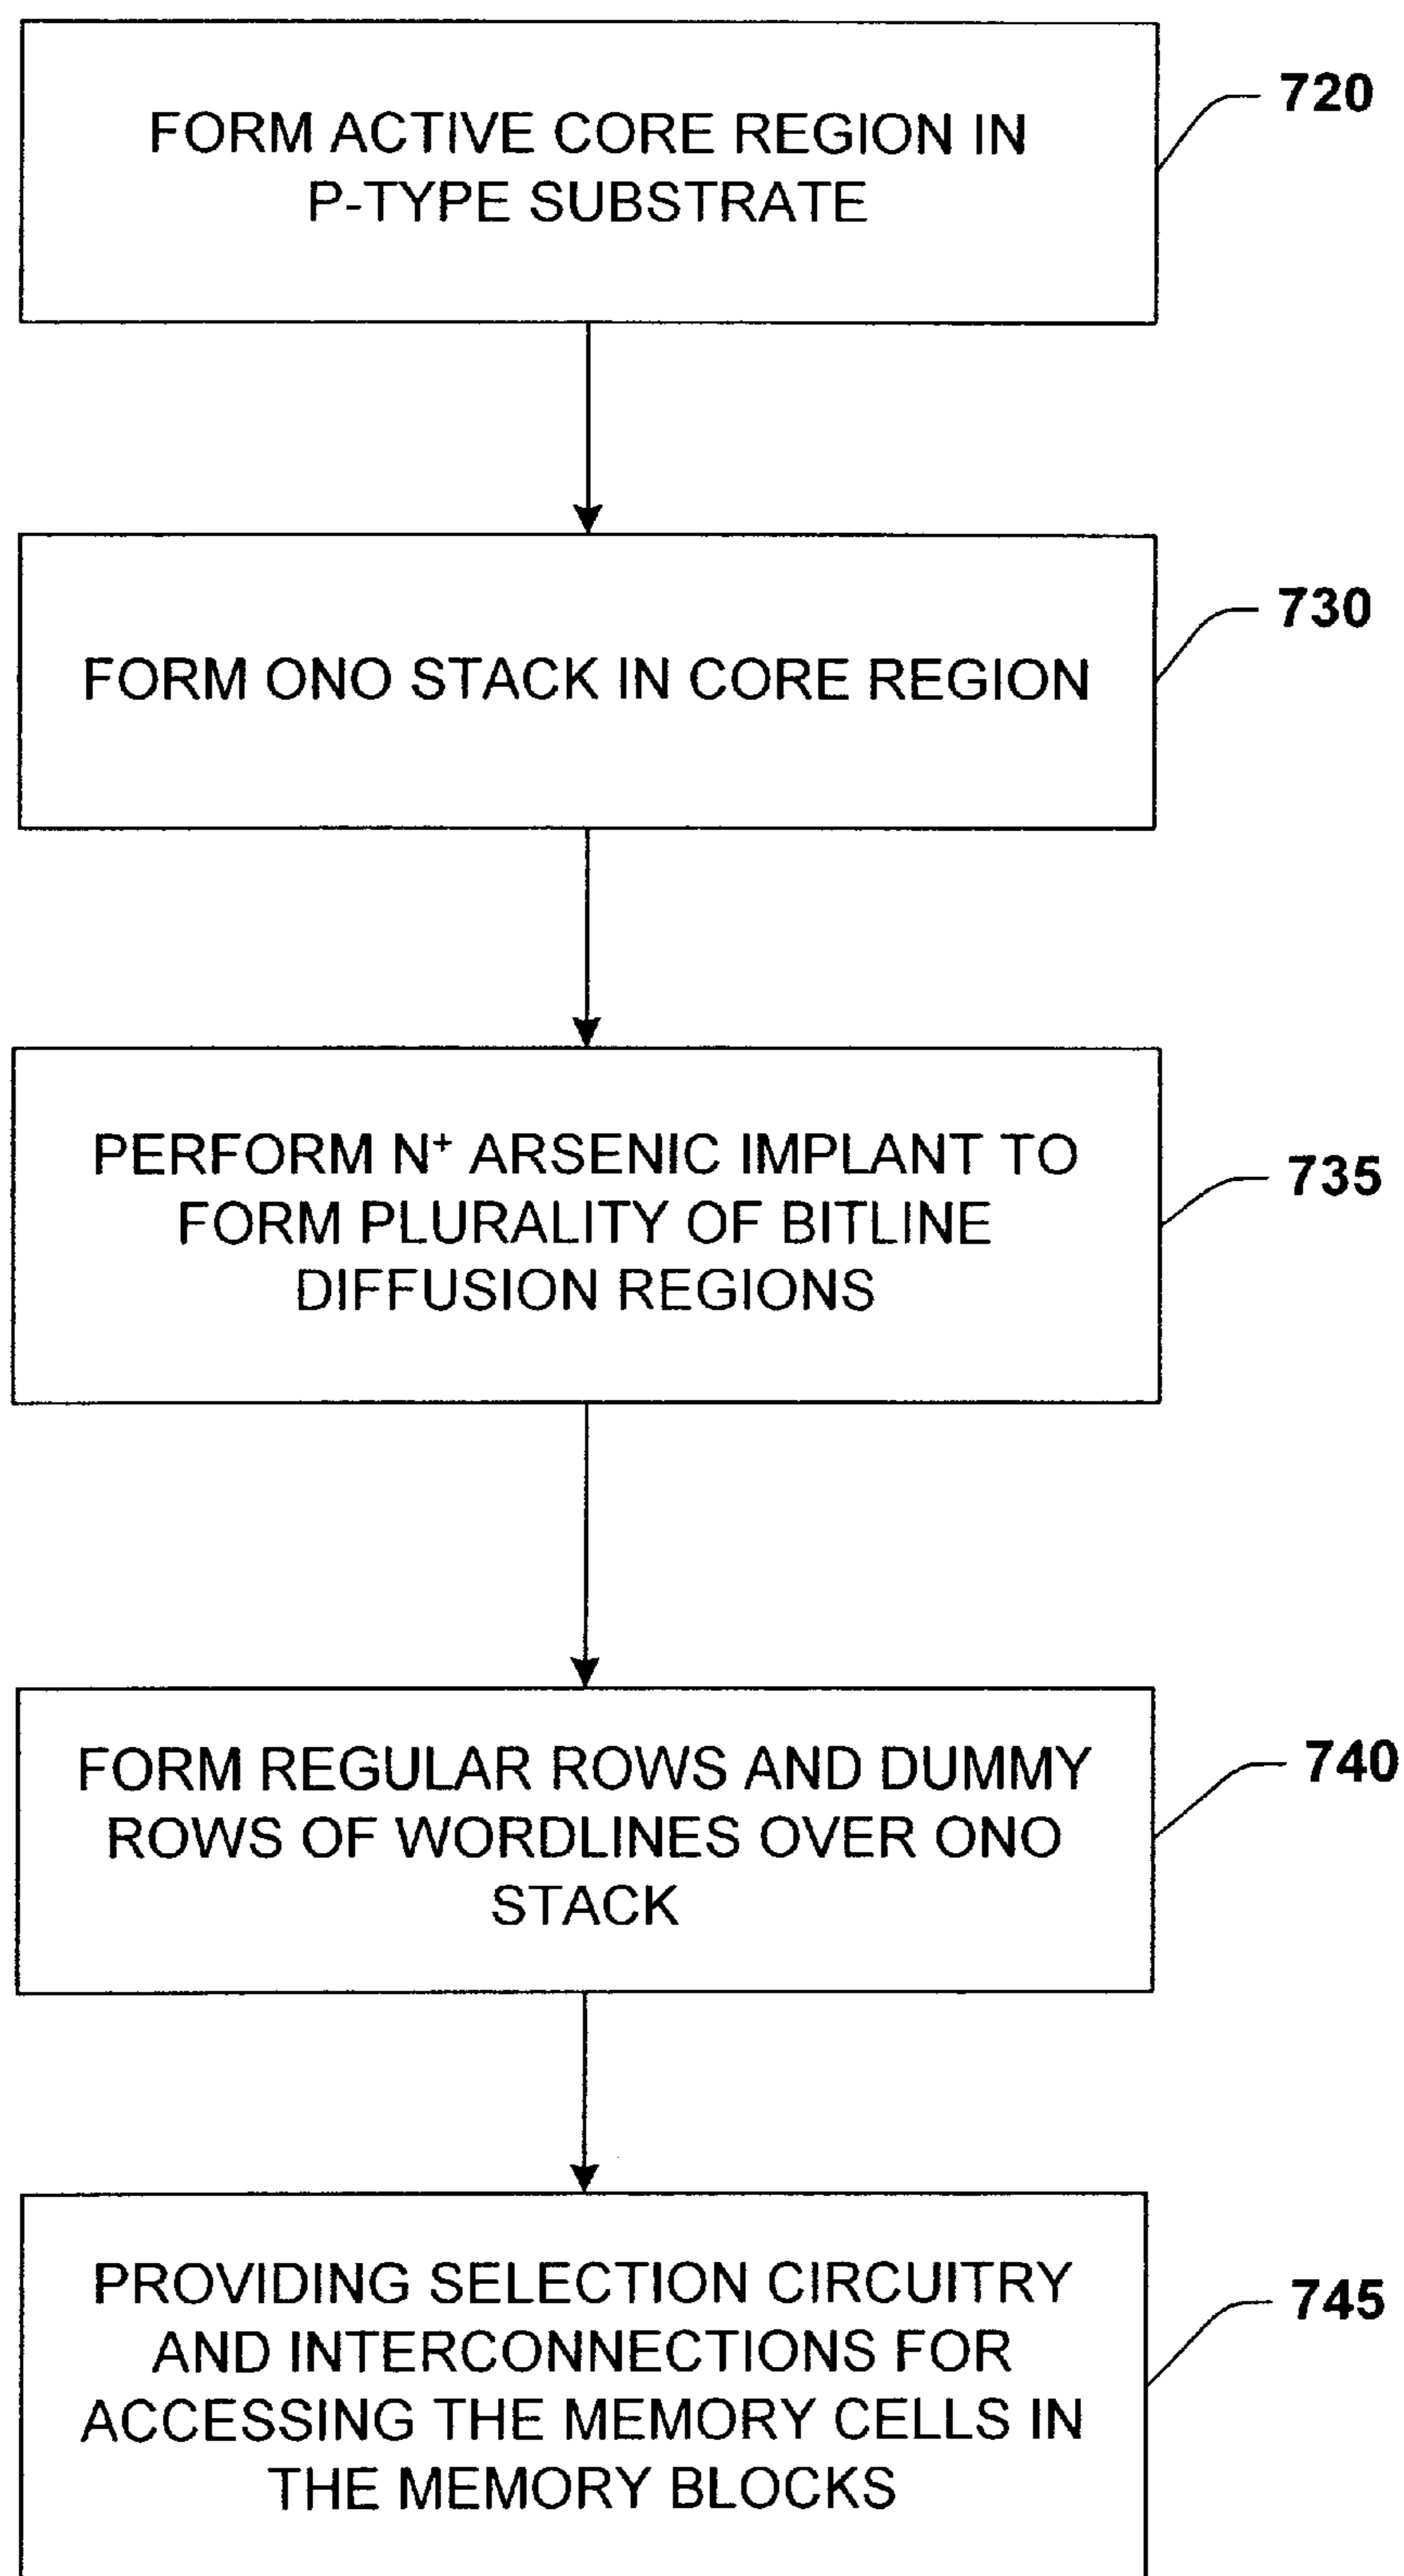 FORM ACTIVE CORE REGION IN
P-TYPE SUBSTRATE
720
FORM ONO STACK IN CORE REGION
730
PERFORM N+ ARSENIC IMPLANT TO
FORM PLURALITY OF BITLINE
DIFFUSION REGIONS
735
FORM REGULAR ROWS AND DUMMY
ROWS OF WORDLINES OVER ONO
STACK
740
PROVIDING SELECTION CIRCUITRY
AND INTERCONNECTIONS FOR
ACCESSING THE MEMORY CELLS IN
THE MEMORY BLOCKS
745